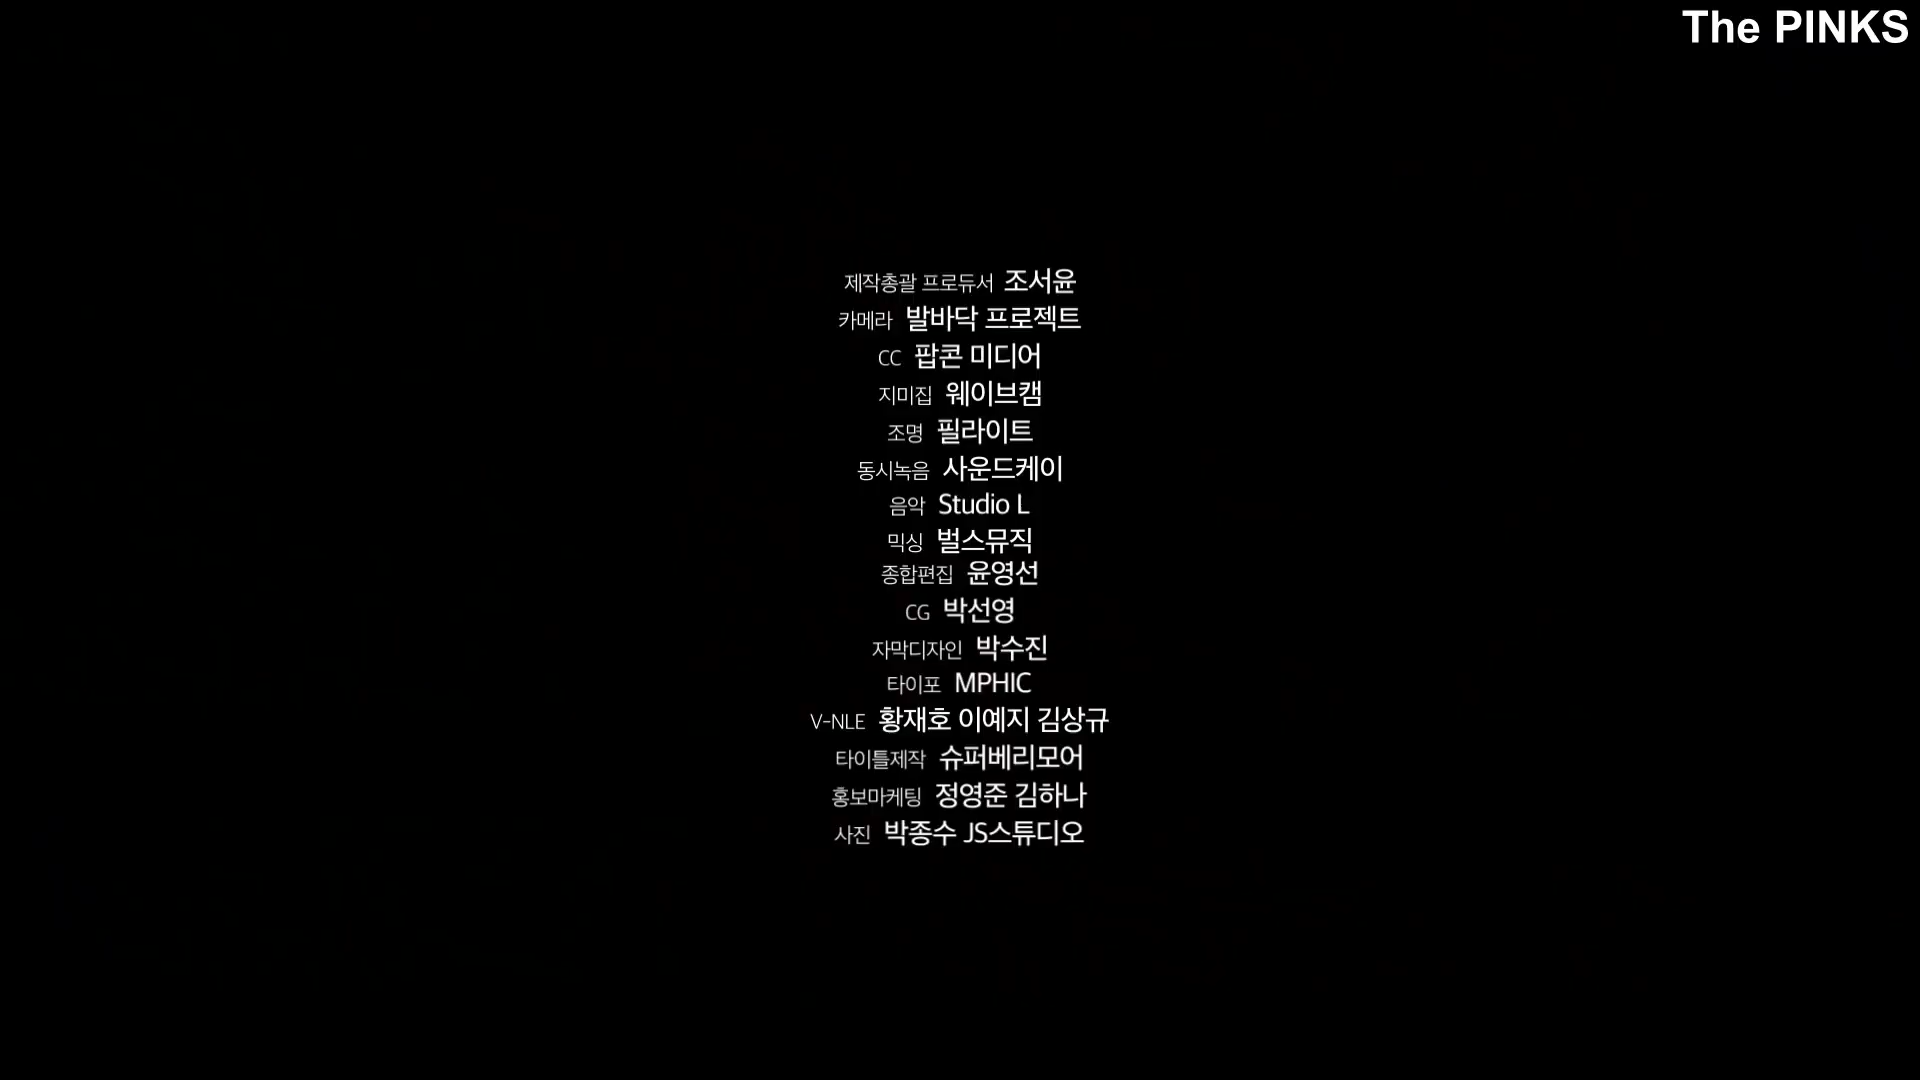 The PINKS
제작총괄 프로듀서 조서윤
카메라 발바닥 프로젝트
CC 팝콘 미디어
지미집 웨이브캠
조명 필라이트
동시녹음 사운드케이
음악 Studio L
믹싱 벌스뮤직
종합편집 윤영선
CG 박선영
자막디자인 박수진
타이포 MPHIC
V-NLE 황재호 이예지 김상규
타이틀제작 슈퍼베리모어
홍보마케팅 정영준 김하나
사진 박종수 JS스튜디오